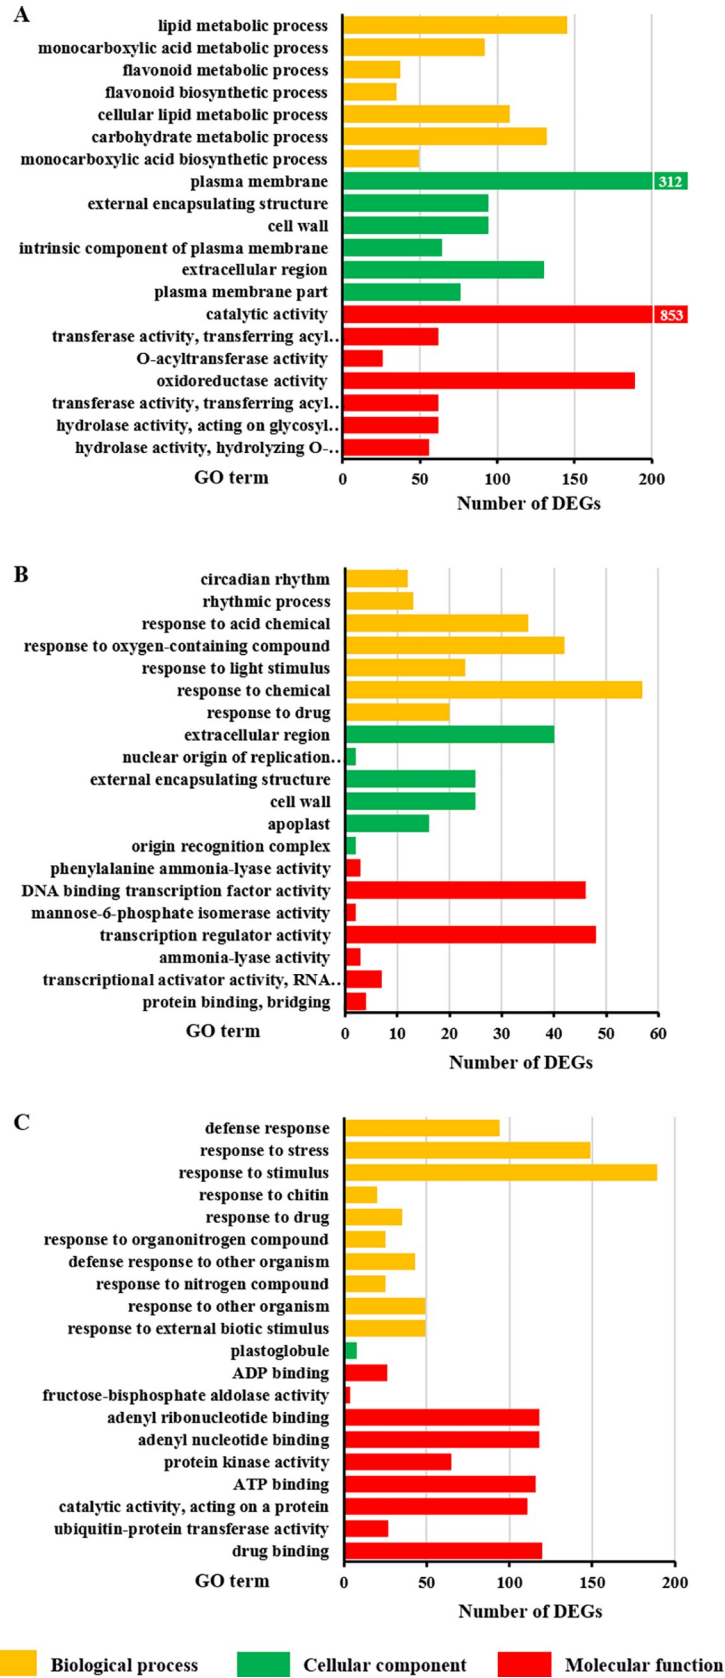 A
lipid metabolic process
monocarboxylic acid metabolic process
flavonoid metabolic process
flavonoid biosynthetic process
cellular lipid metabolic process
carbohydrate metabolic process
monocarboxylic acid biosynthetic process
plasma membrane 312
external encapsulating structure
cell wall
intrinsic component of plasma membrane
extracellular region
plasma membrane part
catalytic activity 853
transferase activity, transferring acyl..
O-acyltransferase activity
oxidoreductase activity
transferase activity, transferring acyl..
hydrolase activity, acting on glycosyl..
hydrolase activity, hydrolyzing O-..
GO term 0 50 100 150 200
Number of DEGs
B
circadian rhythm
rhythmic process
response to acid chemical
response to oxygen-containing compound
response to light stimulus
response to chemical
response to drug
extracellular region
nuclear origin of replication..
external encapsulating structure
cell wall
apoplast
origin recognition complex
phenylalanine ammonia-lyase activity
DNA binding transcription factor activity
mannose-6-phosphate isomerase activity
transcription regulator activity
ammonia-lyase activity
transcriptional activator activity, RNA..
protein binding, bridging
GO term 0 10 20 30 40 50 60
Number of DEGs
C
defense response
response to stress
response to stimulus
response to chitin
response to drug
response to organonitrogen compound
defense response to other organism
response to nitrogen compound
response to other organism
response to external biotic stimulus
plastoglobule
ADP binding
fructose-bisphosphate aldolase activity
adenyl ribonucleotide binding
adenyl nucleotide binding
protein kinase activity
ATP binding
catalytic activity, acting on a protein
ubiquitin-protein transferase activity
drug binding
GO term 0 50 100 150 200
Number of DEGs
Biological process Cellular component Molecular function